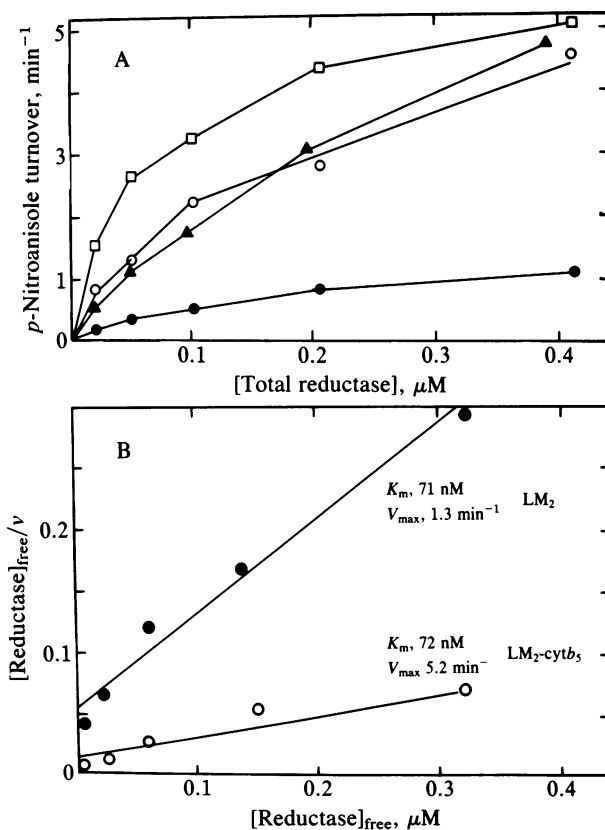 A
5
3
1
0
p-Nitroanisole turnover, min⁻¹
0.1
0.2
0.3
0.4
[Total reductase], μM
B
0.2
0.10
0
[Reductase]free/v
Km, 71 nM
Vmax, 1.3 min⁻¹
LM₂
Km, 72 nM
Vmax 5.2 min⁻
LM₂-cytb₅
0.1
0.2
0.3
0.4
[Reductase]free, μM